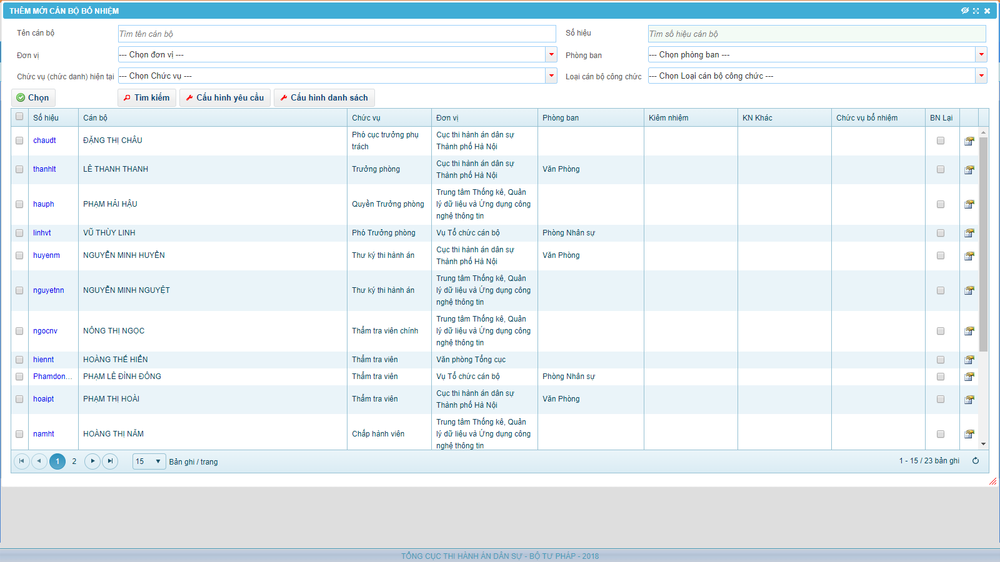 THÊM MỚI CÁN BỘ BỔ NHIỆM
Tên cán bộ
Tìm tên cán bộ
Số hiệu
Tìm số hiệu cán bộ
Đơn vị
--- Chọn đơn vị ---
Phòng ban
--- Chọn phòng ban ---
Chức vụ (chức danh) hiện tại
--- Chọn Chức vụ ---
Loại cán bộ công chức
--- Chọn Loại cán bộ công chức ---
Chọn
Tìm kiếm
Cấu hình yêu cầu
Cấu hình danh sách
Số hiệu
Cán bộ
Chức vụ
Đơn vị
Phòng ban
Kiêm nhiệm
KN Khác
Chức vụ bổ nhiệm
BN Lại
chaudt
ĐẶNG THỊ CHÂU
Phó cục trưởng phụ
trách
Cục thi hành án dân sự
Thành phố Hà Nội
thanhlt
LÊ THANH THANH
Trưởng phòng
Cục thi hành án dân sự
Thành phố Hà Nội
Văn Phòng
hauph
PHẠM HẢI HẬU
Quyền Trưởng phòng
Trung tâm Thống kê, Quản
lý dữ liệu và Ứng dụng công
nghệ thông tin
linhvt
VŨ THÙY LINH
Phó Trưởng phòng
Vụ Tổ chức cán bộ
Phòng Nhân sự
huyenm
NGUYỄN MINH HUYỀN
Thư ký thi hành án
Cục thi hành án dân sự
Thành phố Hà Nội
Văn Phòng
nguyetnn
NGUYỄN MINH NGUYỆT
Thư ký thi hành án
Trung tâm Thống kê, Quản
lý dữ liệu và Ứng dụng công
nghệ thông tin
ngocnv
NÔNG THỊ NGỌC
Thẩm tra viên chính
Trung tâm Thống kê, Quản
lý dữ liệu và Ứng dụng công
nghệ thông tin
hiennt
HOÀNG THẾ HIỂN
Thẩm tra viên
Văn phòng Tổng cục
Phamdon...
PHẠM LÊ ĐÌNH ĐÔNG
Thẩm tra viên
Vụ Tổ chức cán bộ
Phòng Nhân sự
hoaipt
PHẠM THỊ HOÀI
Thẩm tra viên
Cục thi hành án dân sự
Thành phố Hà Nội
Văn Phòng
namht
HOÀNG THỊ NĂM
Chấp hành viên
Trung tâm Thống kê, Quản
lý dữ liệu và Ứng dụng công
nghệ thông tin
1
2
15
Bản ghi / trang
1 - 15 / 23 bản ghi
TỔNG CỤC THI HÀNH ÁN DÂN SỰ - BỘ TƯ PHÁP - 2018